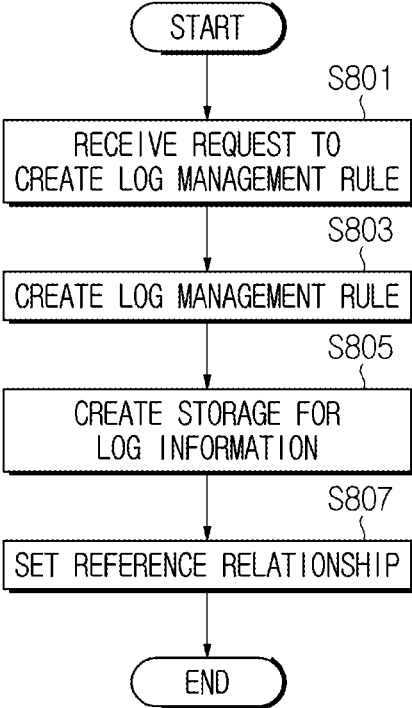 START
S801
RECEIVE REQUEST TO
CREATE LOG MANAGEMENT RULE
S803
CREATE LOG MANAGEMENT RULE
S805
CREATE STORAGE FOR
LOG INFORMATION
S807
SET REFERENCE RELATIONSHIP
END